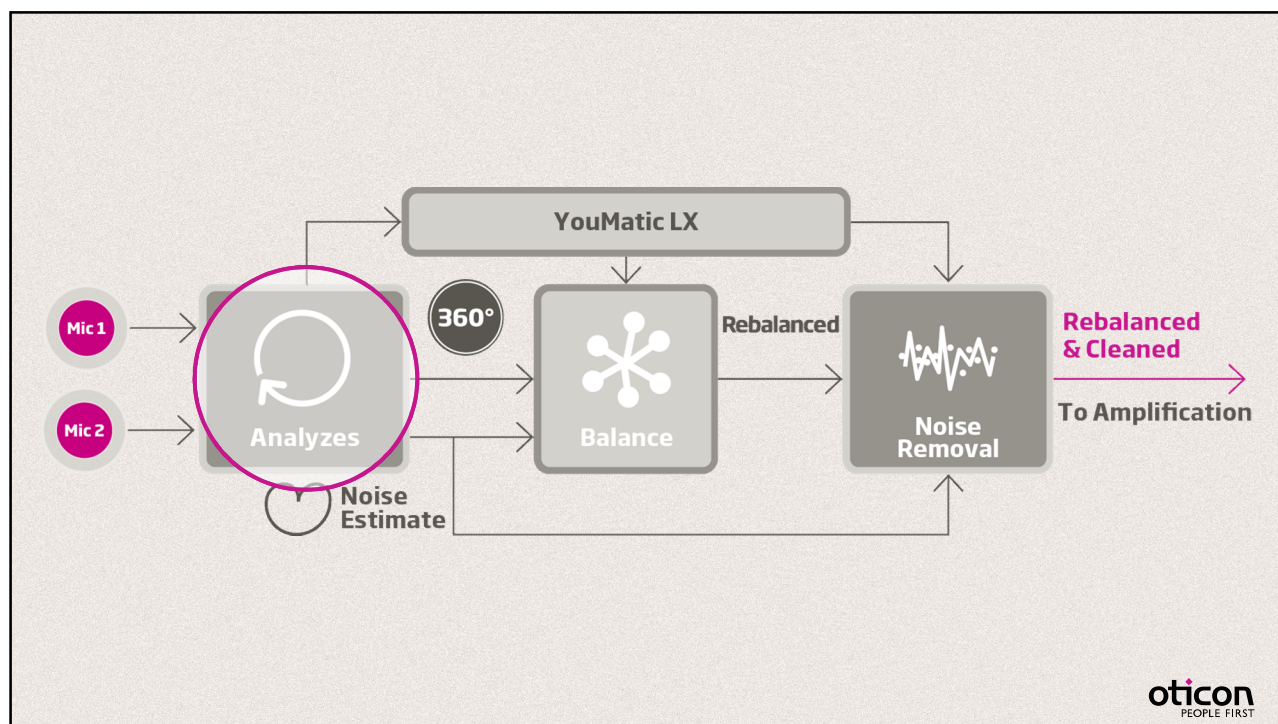 YouMatic LX
Mic 1
Mic 2
360°
Rebalanced
Analyzes
Balance
Noise
Removal
Rebalanced
& Cleaned
To Amplification
Noise
Estimate
oticon
PEOPLE FIRST